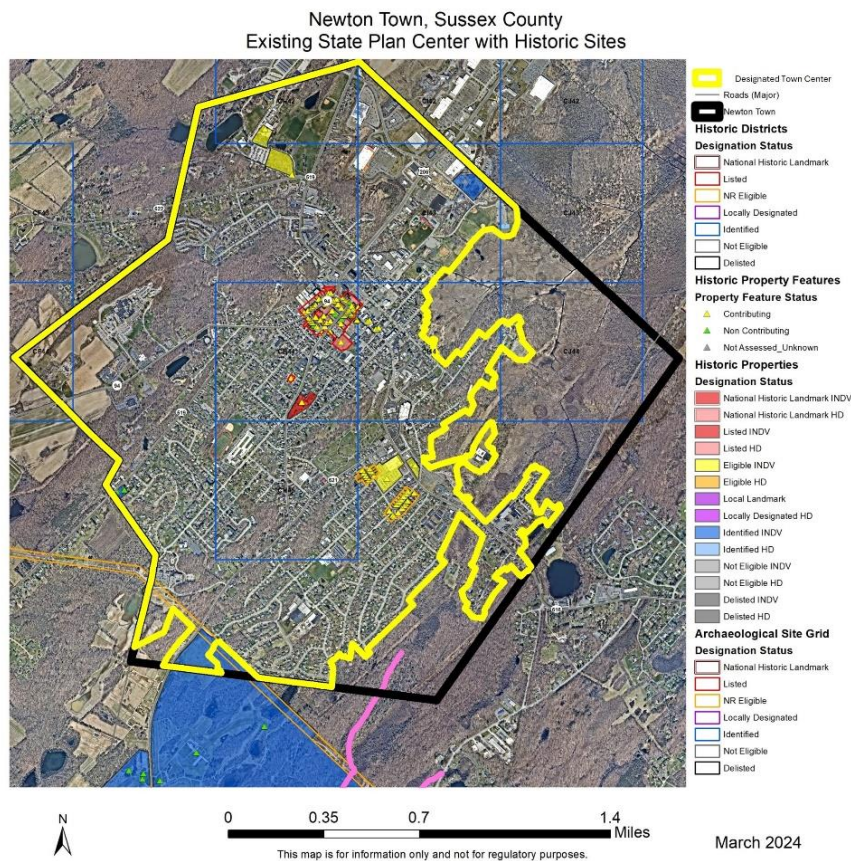 Newton Town, Sussex County
Existing State Plan Center with Historic Sites
Designated Town Center
Roads (Major)
Newton Town
Historic Districts
Designation Status
National Historic Landmark
Listed
NR Eligible
Locally Designated
Identified
Not Eligible
Delisted
Historic Property Features
Property Feature Status
Contributing
Non Contributing
Not Assessed_Unknown
Historic Properties
Designation Status
National Historic Landmark INDV
National Historic Landmark HD
Listed INDV
Listed HD
Eligible INDV
Eligible HD
Local Landmark
Locally Designated HD
Identified INDV
Identified HD
Not Eligible INDV
Not Eligible HD
Delisted INDV
Delisted HD
Archaeological Site Grid
Designation Status
National Historic Landmark
Listed
NR Eligible
Locally Designated
Identified
Not Eligible
Delisted
519
206
94
94
621
N
0 0.35 0.7 1.4
Miles
This map is for information only and not for regulatory purposes.
March 2024